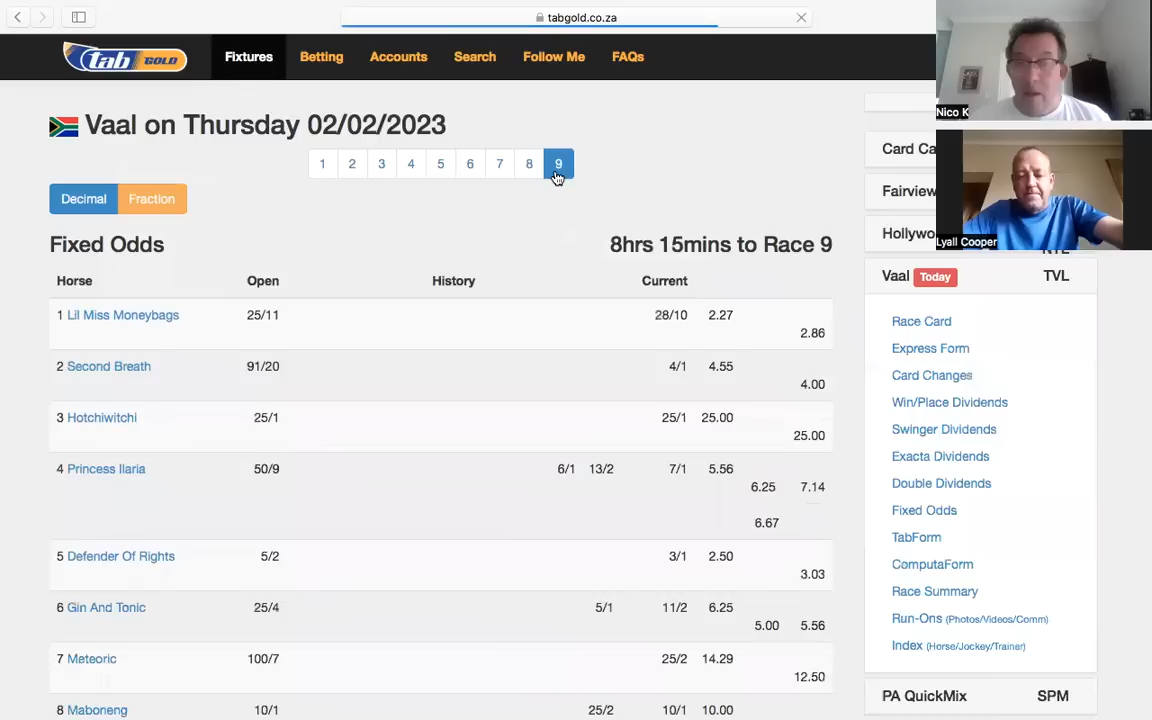 tabgold.co.za
tab GOLD
Fixtures
Betting
Accounts
Search
Follow Me
FAQs
Nico K
Vaal on Thursday 02/02/2023
1 2 3 4 5 6 7 8 9
Decimal Fraction
Fixed Odds
8hrs 15mins to Race 9
Horse Open History Current
1 Lil Miss Moneybags 25/11 28/10 2.27
2.86
2 Second Breath 91/20 4/1 4.55
4.00
3 Hotchiwitchi 25/1 25/1 25.00
25.00
4 Princess Ilaria 50/9 6/1 13/2 7/1 5.56
6.25 7.14
6.67
5 Defender Of Rights 5/2 3/1 2.50
3.03
6 Gin And Tonic 25/4 5/1 11/2 6.25
5.00 5.56
7 Meteoric 100/7 25/2 14.29
12.50
8 Maboneng 10/1 25/2 10/1 10.00
Card Ca
Fairview
Hollywo
Lyall Cooper
Vaal Today TVL
Race Card
Express Form
Card Changes
Win/Place Dividends
Swinger Dividends
Exacta Dividends
Double Dividends
Fixed Odds
TabForm
ComputaForm
Race Summary
Run-Ons (Photos/Videos/Comm)
Index (Horse/Jockey/Trainer)
PA QuickMix SPM